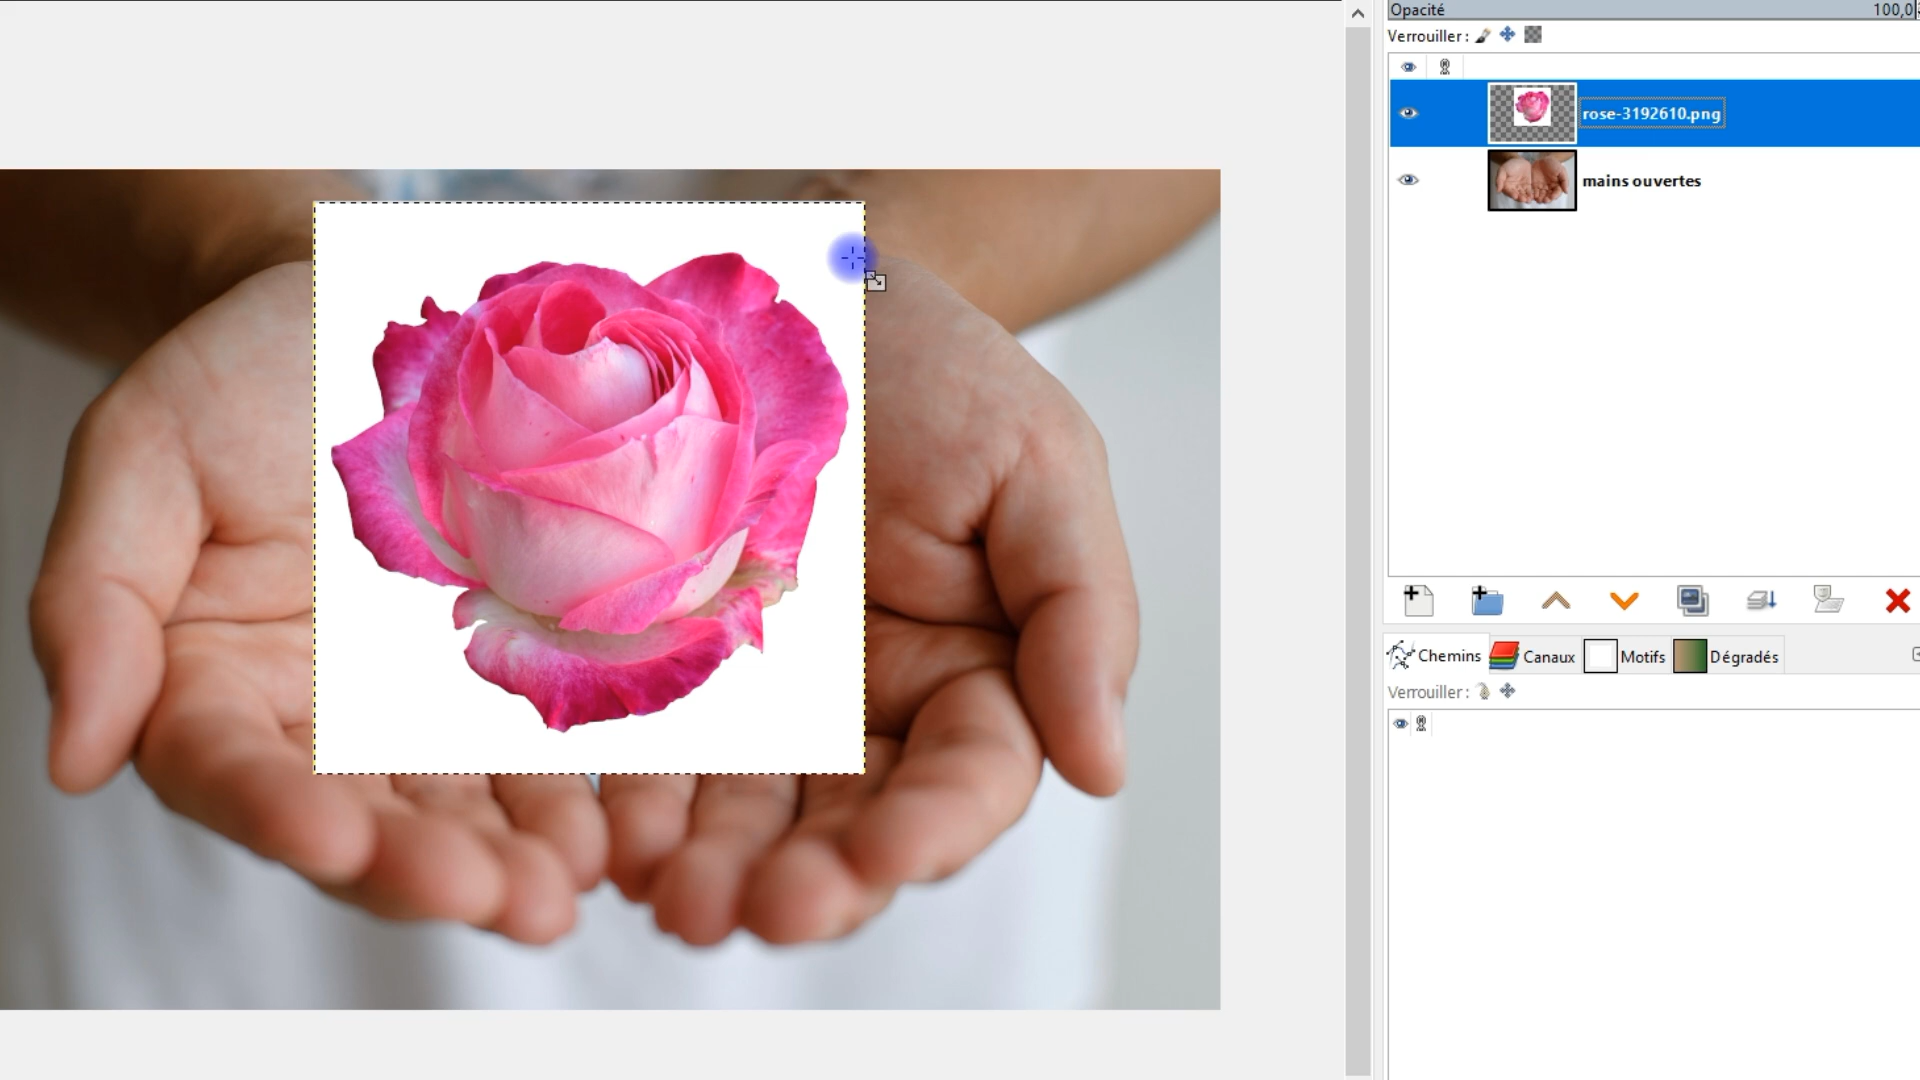 Opacité 100,0
Verrouiller :
rose-3192610.png
mains ouvertes
Chemins Canaux Motifs Dégradés
Verrouiller :